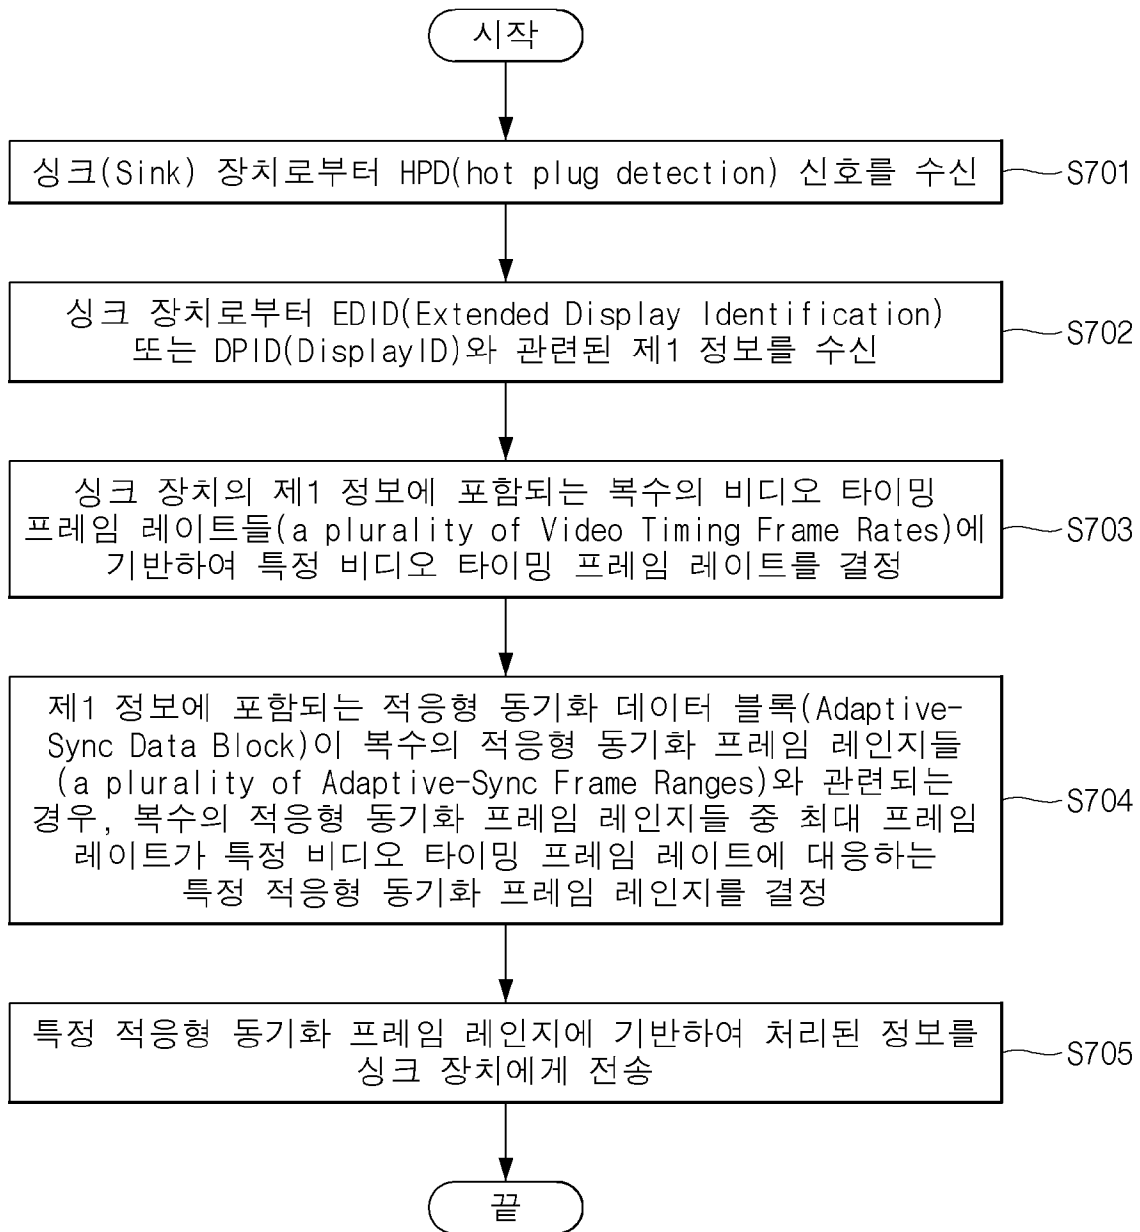 시작
싱크(Sink) 장치로부터 HPD(hot plug detection) 신호를 수신
S701
싱크 장치로부터 EDID(Extended Display Identification)
또는 DPID(DisplayID)와 관련된 제1 정보를 수신
S702
싱크 장치의 제1 정보에 포함되는 복수의 비디오 타이밍
프레임 레이트들(a plurality of Video Timing Frame Rates)에
기반하여 특정 비디오 타이밍 프레임 레이트를 결정
S703
제1 정보에 포함되는 적응형 동기화 데이터 블록(Adaptive-
Sync Data Block)이 복수의 적응형 동기화 프레임 레인지들
(a plurality of Adaptive-Sync Frame Ranges)와 관련되는
경우, 복수의 적응형 동기화 프레임 레인지들 중 최대 프레임
레이트가 특정 비디오 타이밍 프레임 레이트에 대응하는
특정 적응형 동기화 프레임 레인지를 결정
S704
특정 적응형 동기화 프레임 레인지에 기반하여 처리된 정보를
싱크 장치에게 전송
S705
끝